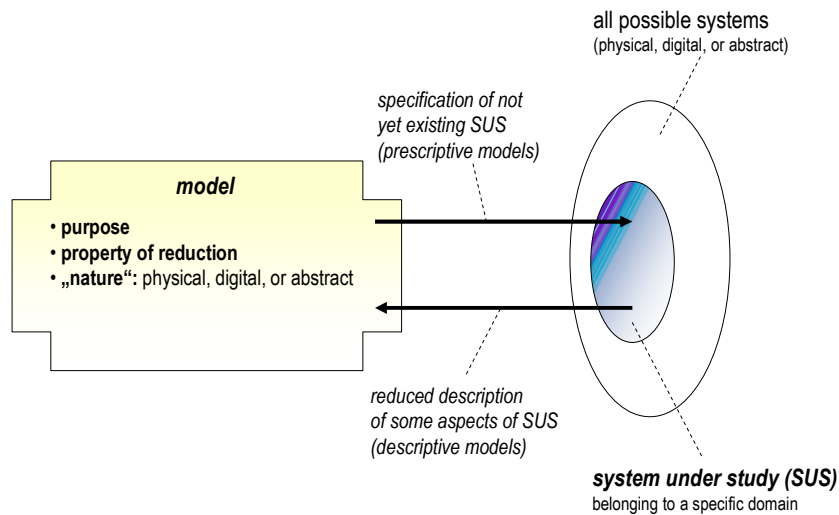 all possible systems
(physical, digital, or abstract)
specification of not
yet existing SUS
(prescriptive models)
model
• purpose
• property of reduction
• „nature“: physical, digital, or abstract
reduced description
of some aspects of SUS
(descriptive models)
system under study (SUS)
belonging to a specific domain